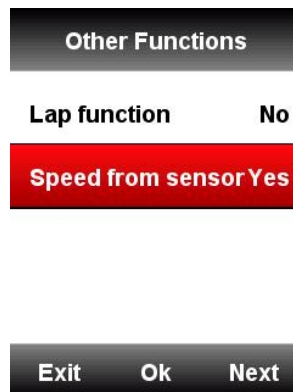 Other Functions
Lap function No
Speed from sensor Yes
Exit Ok Next